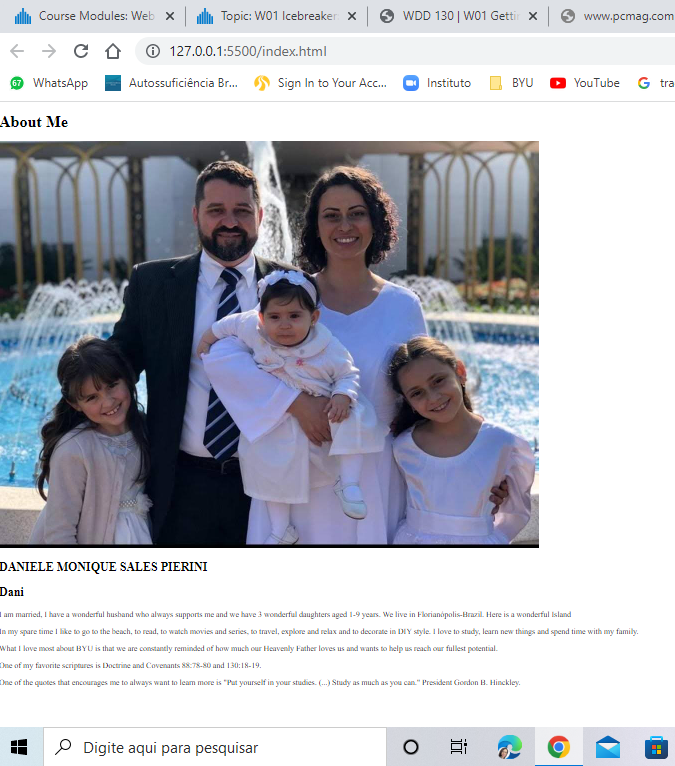 Course Modules: Web
Topic: W01 Icebreaker
WDD 130 | W01 Getti
www.pcmag.com
127.0.0.1:5500/index.html
67
WhatsApp
Autossuficiência Br...
Sign In to Your Acc...
Instituto
BYU
YouTube
tra
About Me
DANIELE MONIQUE SALES PIERINI
Dani
I am married, I have a wonderful husband who always supports me and we have 3 wonderful daughters aged 1-9 years. We live in Florianópolis-Brazil. Here is a wonderful Island
In my spare time I like to go to the beach, to read, to watch movies and series, to travel, explore and relax and to decorate in DIY style. I love to study, learn new things and spend time with my family.
What I love most about BYU is that we are constantly reminded of how much our Heavenly Father loves us and wants to help us reach our fullest potential.
One of my favorite scriptures is Doctrine and Covenants 88:78-80 and 130:18-19.
One of the quotes that encourages me to always want to learn more is "Put yourself in your studies. (...) Study as much as you can." President Gordon B. Hinckley.
Digite aqui para pesquisar